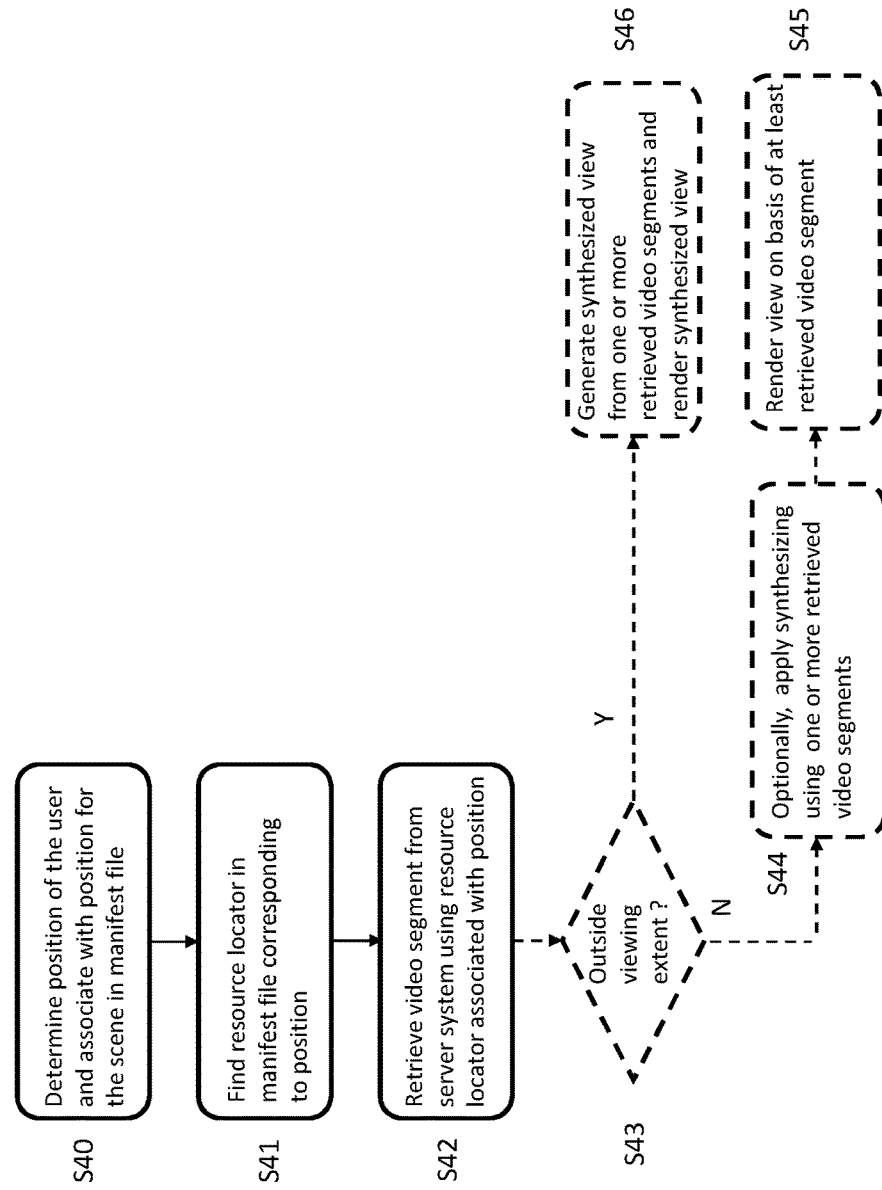 S40
Determine position of the user
and associate with position for
the scene in manifest file
S41
Find resource locator in
manifest file corresponding
to position
S42
Retrieve video segment from
server system using resource
locator associated with position
S43
Outside
viewing
extent ?
Y
N
S46
Generate synthesized view
from one or more
retrieved video segments and
render synthesized view
S44
Optionally, apply synthesizing
using one or more retrieved
video segments
S45
Render view on basis of at least
retrieved video segment